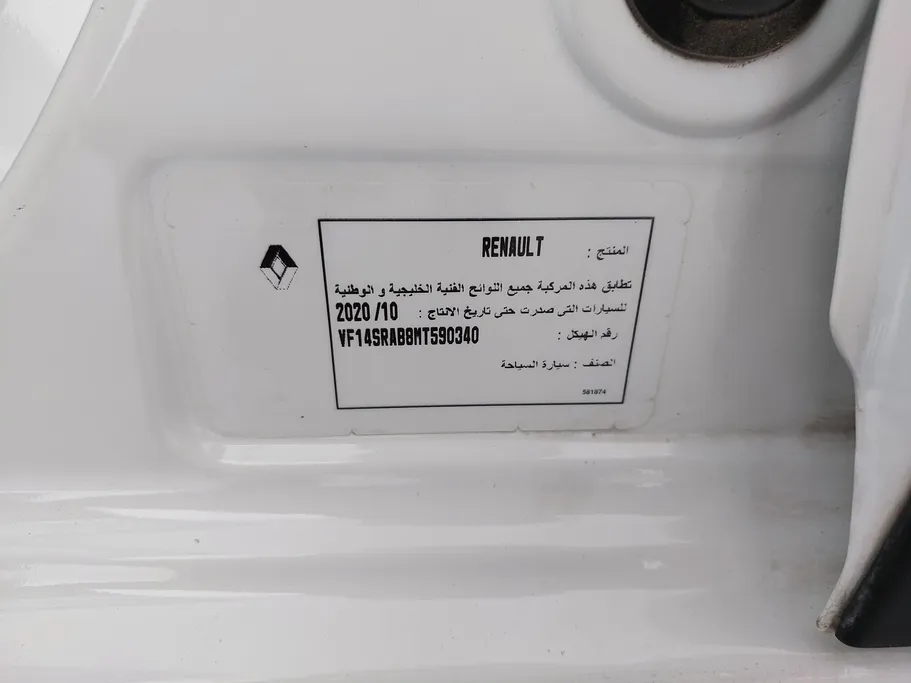 المنتج : RENAULT
تطابق هذه المركبة جميع اللوائح الفنية الخليجية و الوطنية
للسيارات التى صدرت حتى تاريخ الانتاج : 2020 /10
رقم الهيكل : VF14SRAB8MT590340
الصنف : سيارة السياحة
581874